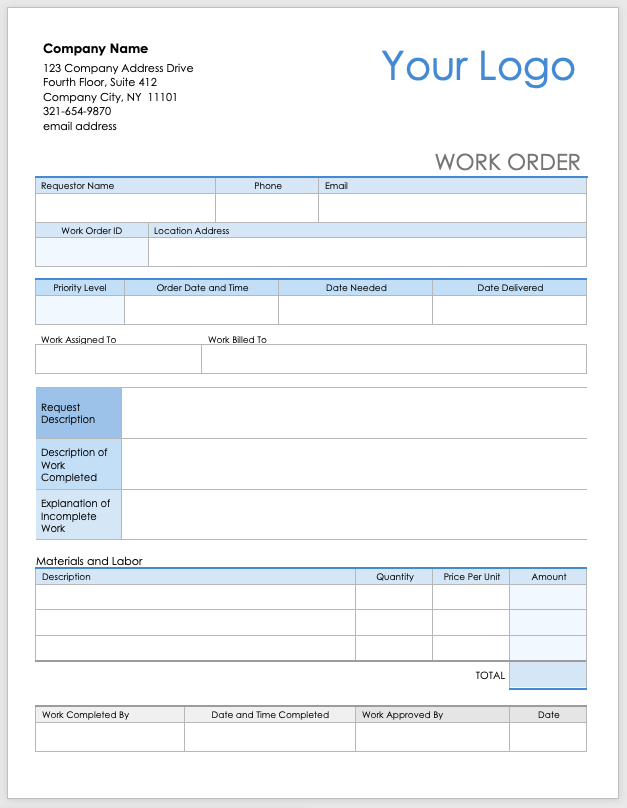 Company Name
Your Logo
123 Company Address Drive
Fourth Floor, Suite 412
Company City, NY  11101
321-654-9870
email address
WORK ORDER
Requestor Name Phone Email
Work Order ID Location Address
Priority Level Order Date and Time Date Needed Date Delivered
Work Assigned To Work Billed To
Request
Description
Description of
Work
Completed
Explanation of
Incomplete
Work
Materials and Labor
Description Quantity Price Per Unit Amount
TOTAL
Work Completed By Date and Time Completed Work Approved By Date